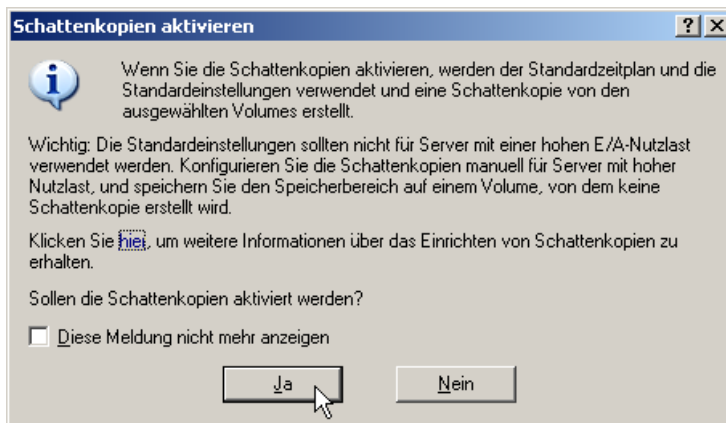 Schattenkopien aktivieren
Wenn Sie die Schattenkopien aktivieren, werden der Standardzeitplan und die
Standardeinstellungen verwendet und eine Schattenkopie von den
ausgewählten Volumes erstellt.
Wichtig: Die Standardeinstellungen sollten nicht für Server mit einer hohen E/A-Nutzlast
verwendet werden. Konfigurieren Sie die Schattenkopien manuell für Server mit hoher
Nutzlast, und speichern Sie den Speicherbereich auf einem Volume, von dem keine
Schattenkopie erstellt wird.
Klicken Sie hier, um weitere Informationen über das Einrichten von Schattenkopien zu
erhalten.
Sollen die Schattenkopien aktiviert werden?
Diese Meldung nicht mehr anzeigen
Ja Nein